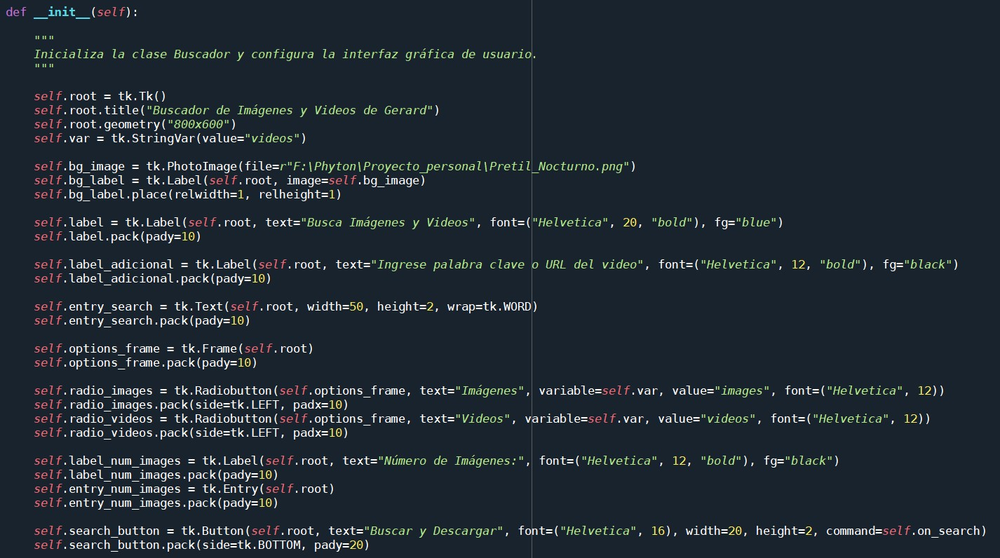 def __init__(self):
"""
Inicializa la clase Buscador y configura la interfaz gráfica de usuario.
"""
self.root = tk.Tk()
self.root.title("Buscador de Imágenes y Videos de Gerard")
self.root.geometry("800x600")
self.var = tk.StringVar(value="videos")
self.bg_image = tk.PhotoImage(file=r"F:\Phyton\Proyecto_personal\Pretil_Nocturno.png")
self.bg_label = tk.Label(self.root, image=self.bg_image)
self.bg_label.place(relwidth=1, relheight=1)
self.label = tk.Label(self.root, text="Busca Imágenes y Videos", font=("Helvetica", 20, "bold"), fg="blue")
self.label.pack(pady=10)
self.label_adicional = tk.Label(self.root, text="Ingrese palabra clave o URL del video", font=("Helvetica", 12, "bold"), fg="black")
self.label_adicional.pack(pady=10)
self.entry_search = tk.Text(self.root, width=50, height=2, wrap=tk.WORD)
self.entry_search.pack(pady=10)
self.options_frame = tk.Frame(self.root)
self.options_frame.pack(pady=10)
self.radio_images = tk.Radiobutton(self.options_frame, text="Imágenes", variable=self.var, value="images", font=("Helvetica", 12))
self.radio_images.pack(side=tk.LEFT, padx=10)
self.radio_videos = tk.Radiobutton(self.options_frame, text="Videos", variable=self.var, value="videos", font=("Helvetica", 12))
self.radio_videos.pack(side=tk.LEFT, padx=10)
self.label_num_images = tk.Label(self.root, text="Número de Imágenes:", font=("Helvetica", 12, "bold"), fg="black")
self.label_num_images.pack(pady=10)
self.entry_num_images = tk.Entry(self.root)
self.entry_num_images.pack(pady=10)
self.search_button = tk.Button(self.root, text="Buscar y Descargar", font=("Helvetica", 16), width=20, height=2, command=self.on_search)
self.search_button.pack(side=tk.BOTTOM, pady=20)